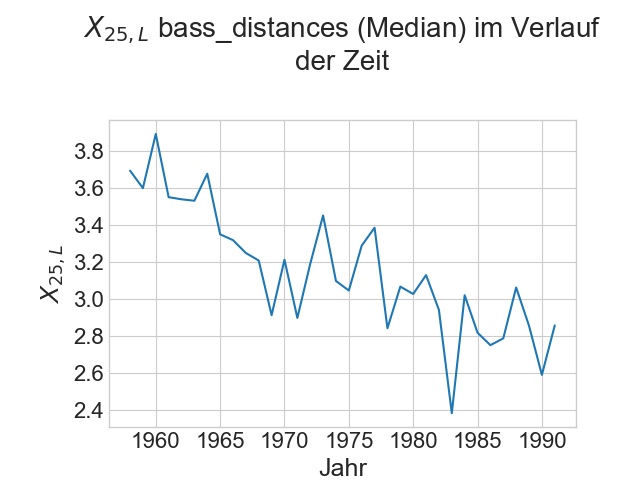 X25, L bass_distances (Median) im Verlauf
der Zeit
3.8
3.6
3.4
3.2
3.0
2.8
2.6
2.4
X25, L
1960 1965 1970 1975 1980 1985 1990
Jahr